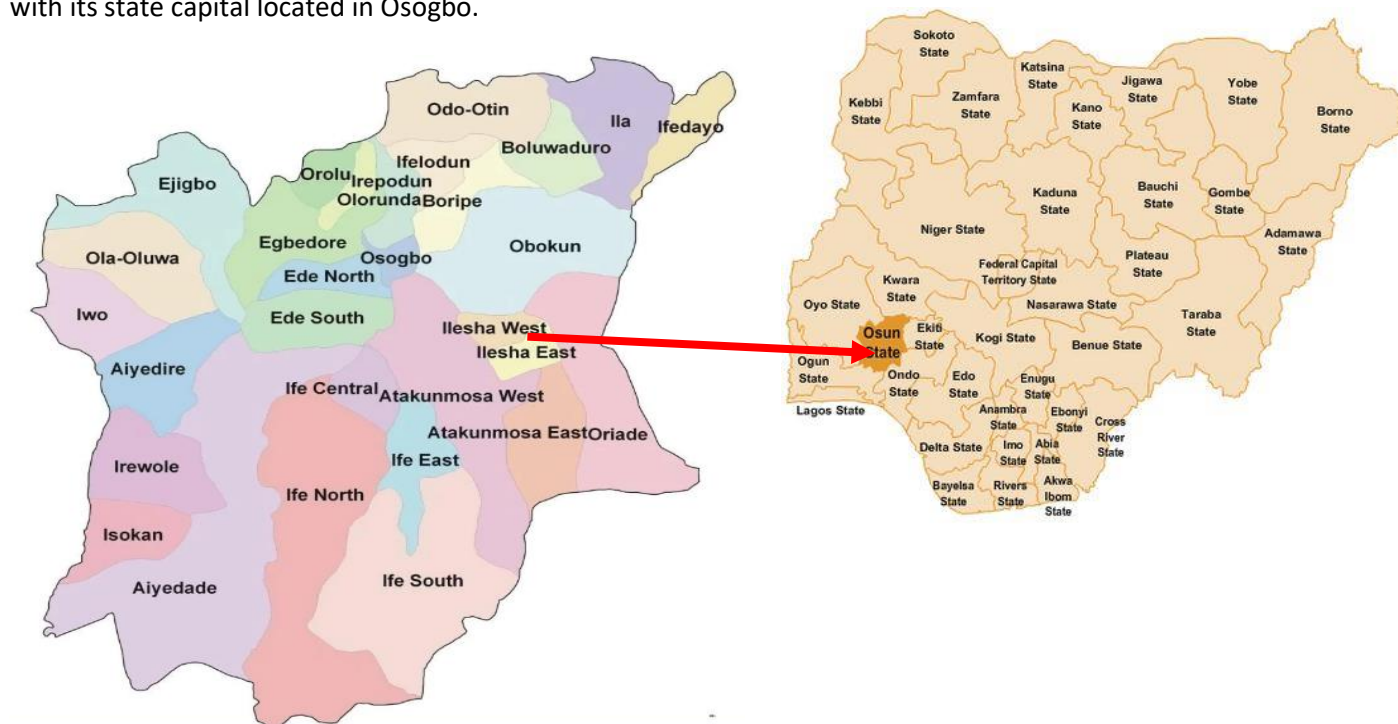 with its state capital located in Osogbo.
Odo-Otin
Ila
Ifedayo
Boluwaduro
Ifelodun
Orolu
Irepodun
Ejigbo
Olorunda
Boripe
Egbedore
Obokun
Ola-Oluwa
Osogbo
Ede North
Iwo
Ede South
Ilesha West
Ilesha East
Aiyedire
Ife Central
Atakunmosa West
Atakunmosa East
Oriade
Irewole
Ife East
Ife North
Isokan
Ife South
Aiyedade
Sokoto
State
Katsina
State
Jigawa
State
Yobe
State
Kebbi
State
Zamfara
State
Kano
State
Borno
State
Kaduna
State
Bauchi
State
Gombe
State
Niger State
Adamawa
State
Plateau
State
Federal Capital
Territory State
Kwara
State
Nasarawa State
Oyo State
Taraba
State
Osun
State
Ekiti
State
Kogi State
Benue State
Ogun
State
Ondo
State
Edo
State
Enugu
State
Lagos State
Anambra
State
Ebonyi
State
Cross
River
State
Delta State
Imo
State
Abia
State
Bayelsa
State
Rivers
State
Akwa
Ibom
State